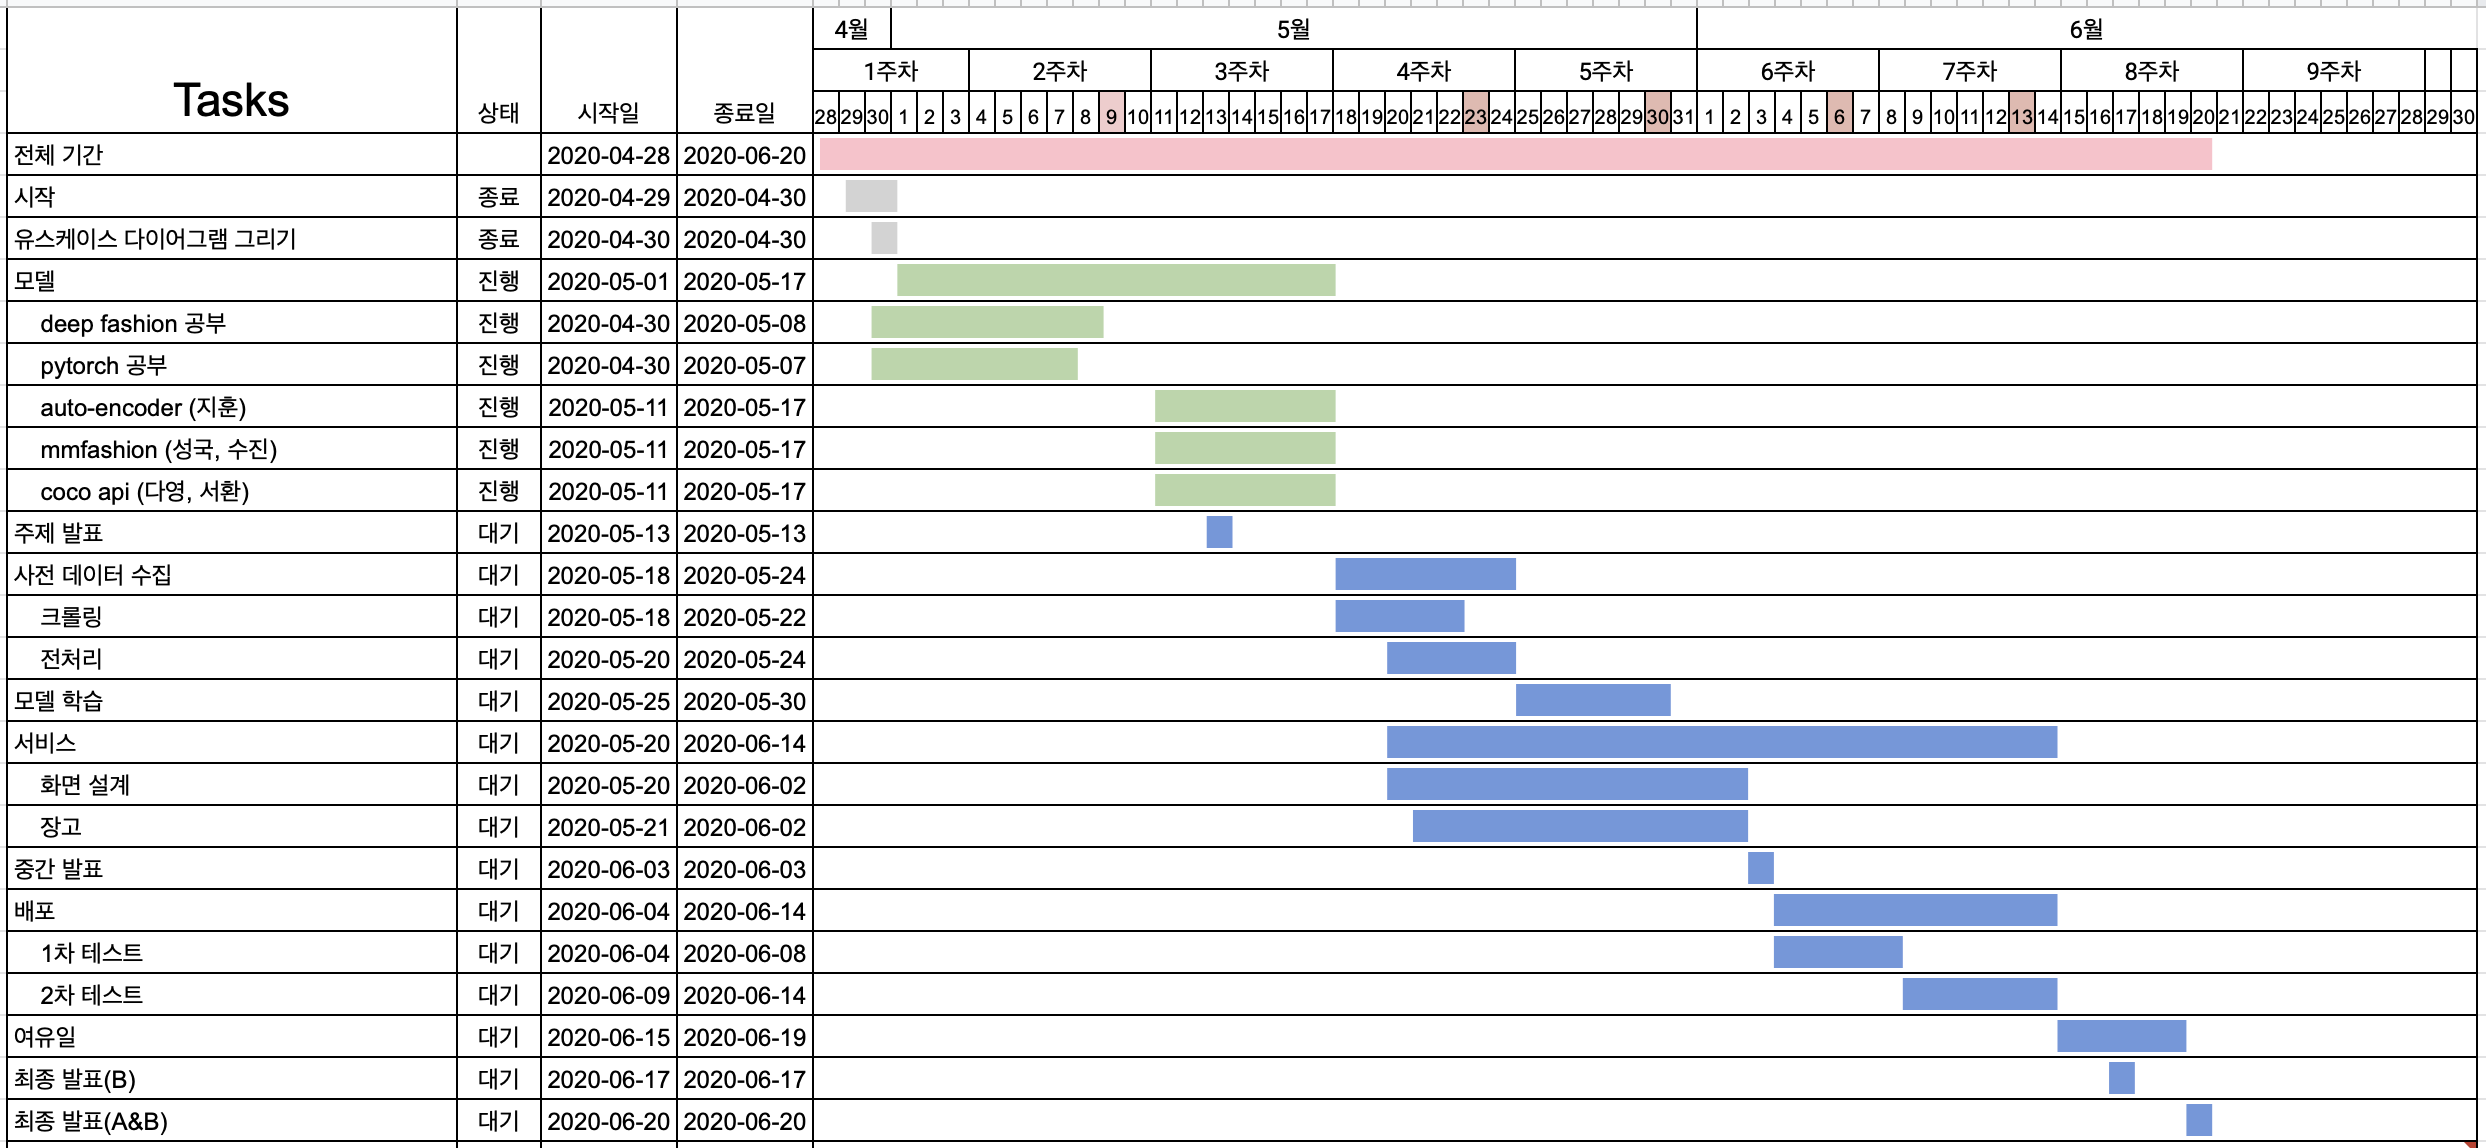 4월 5월 6월
1주차 2주차 3주차 4주차 5주차 6주차 7주차 8주차 9주차
Tasks 상태 시작일 종료일 28 29 30 1 2 3 4 5 6 7 8 9 10 11 12 13 14 15 16 17 18 19 20 21 22 23 24 25 26 27 28 29 30 31 1 2 3 4 5 6 7 8 9 10 11 12 13 14 15 16 17 18 19 20 21 22 23 24 25 26 27 28 29 30
전체 기간 2020-04-28 2020-06-20
시작 종료 2020-04-29 2020-04-30
유스케이스 다이어그램 그리기 종료 2020-04-30 2020-04-30
모델 진행 2020-05-01 2020-05-17
deep fashion 공부 진행 2020-04-30 2020-05-08
pytorch 공부 진행 2020-04-30 2020-05-07
auto-encoder (지훈) 진행 2020-05-11 2020-05-17
mmfashion (성국, 수진) 진행 2020-05-11 2020-05-17
coco api (다영, 서환) 진행 2020-05-11 2020-05-17
주제 발표 대기 2020-05-13 2020-05-13
사전 데이터 수집 대기 2020-05-18 2020-05-24
크롤링 대기 2020-05-18 2020-05-22
전처리 대기 2020-05-20 2020-05-24
모델 학습 대기 2020-05-25 2020-05-30
서비스 대기 2020-05-20 2020-06-14
화면 설계 대기 2020-05-20 2020-06-02
장고 대기 2020-05-21 2020-06-02
중간 발표 대기 2020-06-03 2020-06-03
배포 대기 2020-06-04 2020-06-14
1차 테스트 대기 2020-06-04 2020-06-08
2차 테스트 대기 2020-06-09 2020-06-14
여유일 대기 2020-06-15 2020-06-19
최종 발표(B) 대기 2020-06-17 2020-06-17
최종 발표(A&B) 대기 2020-06-20 2020-06-20